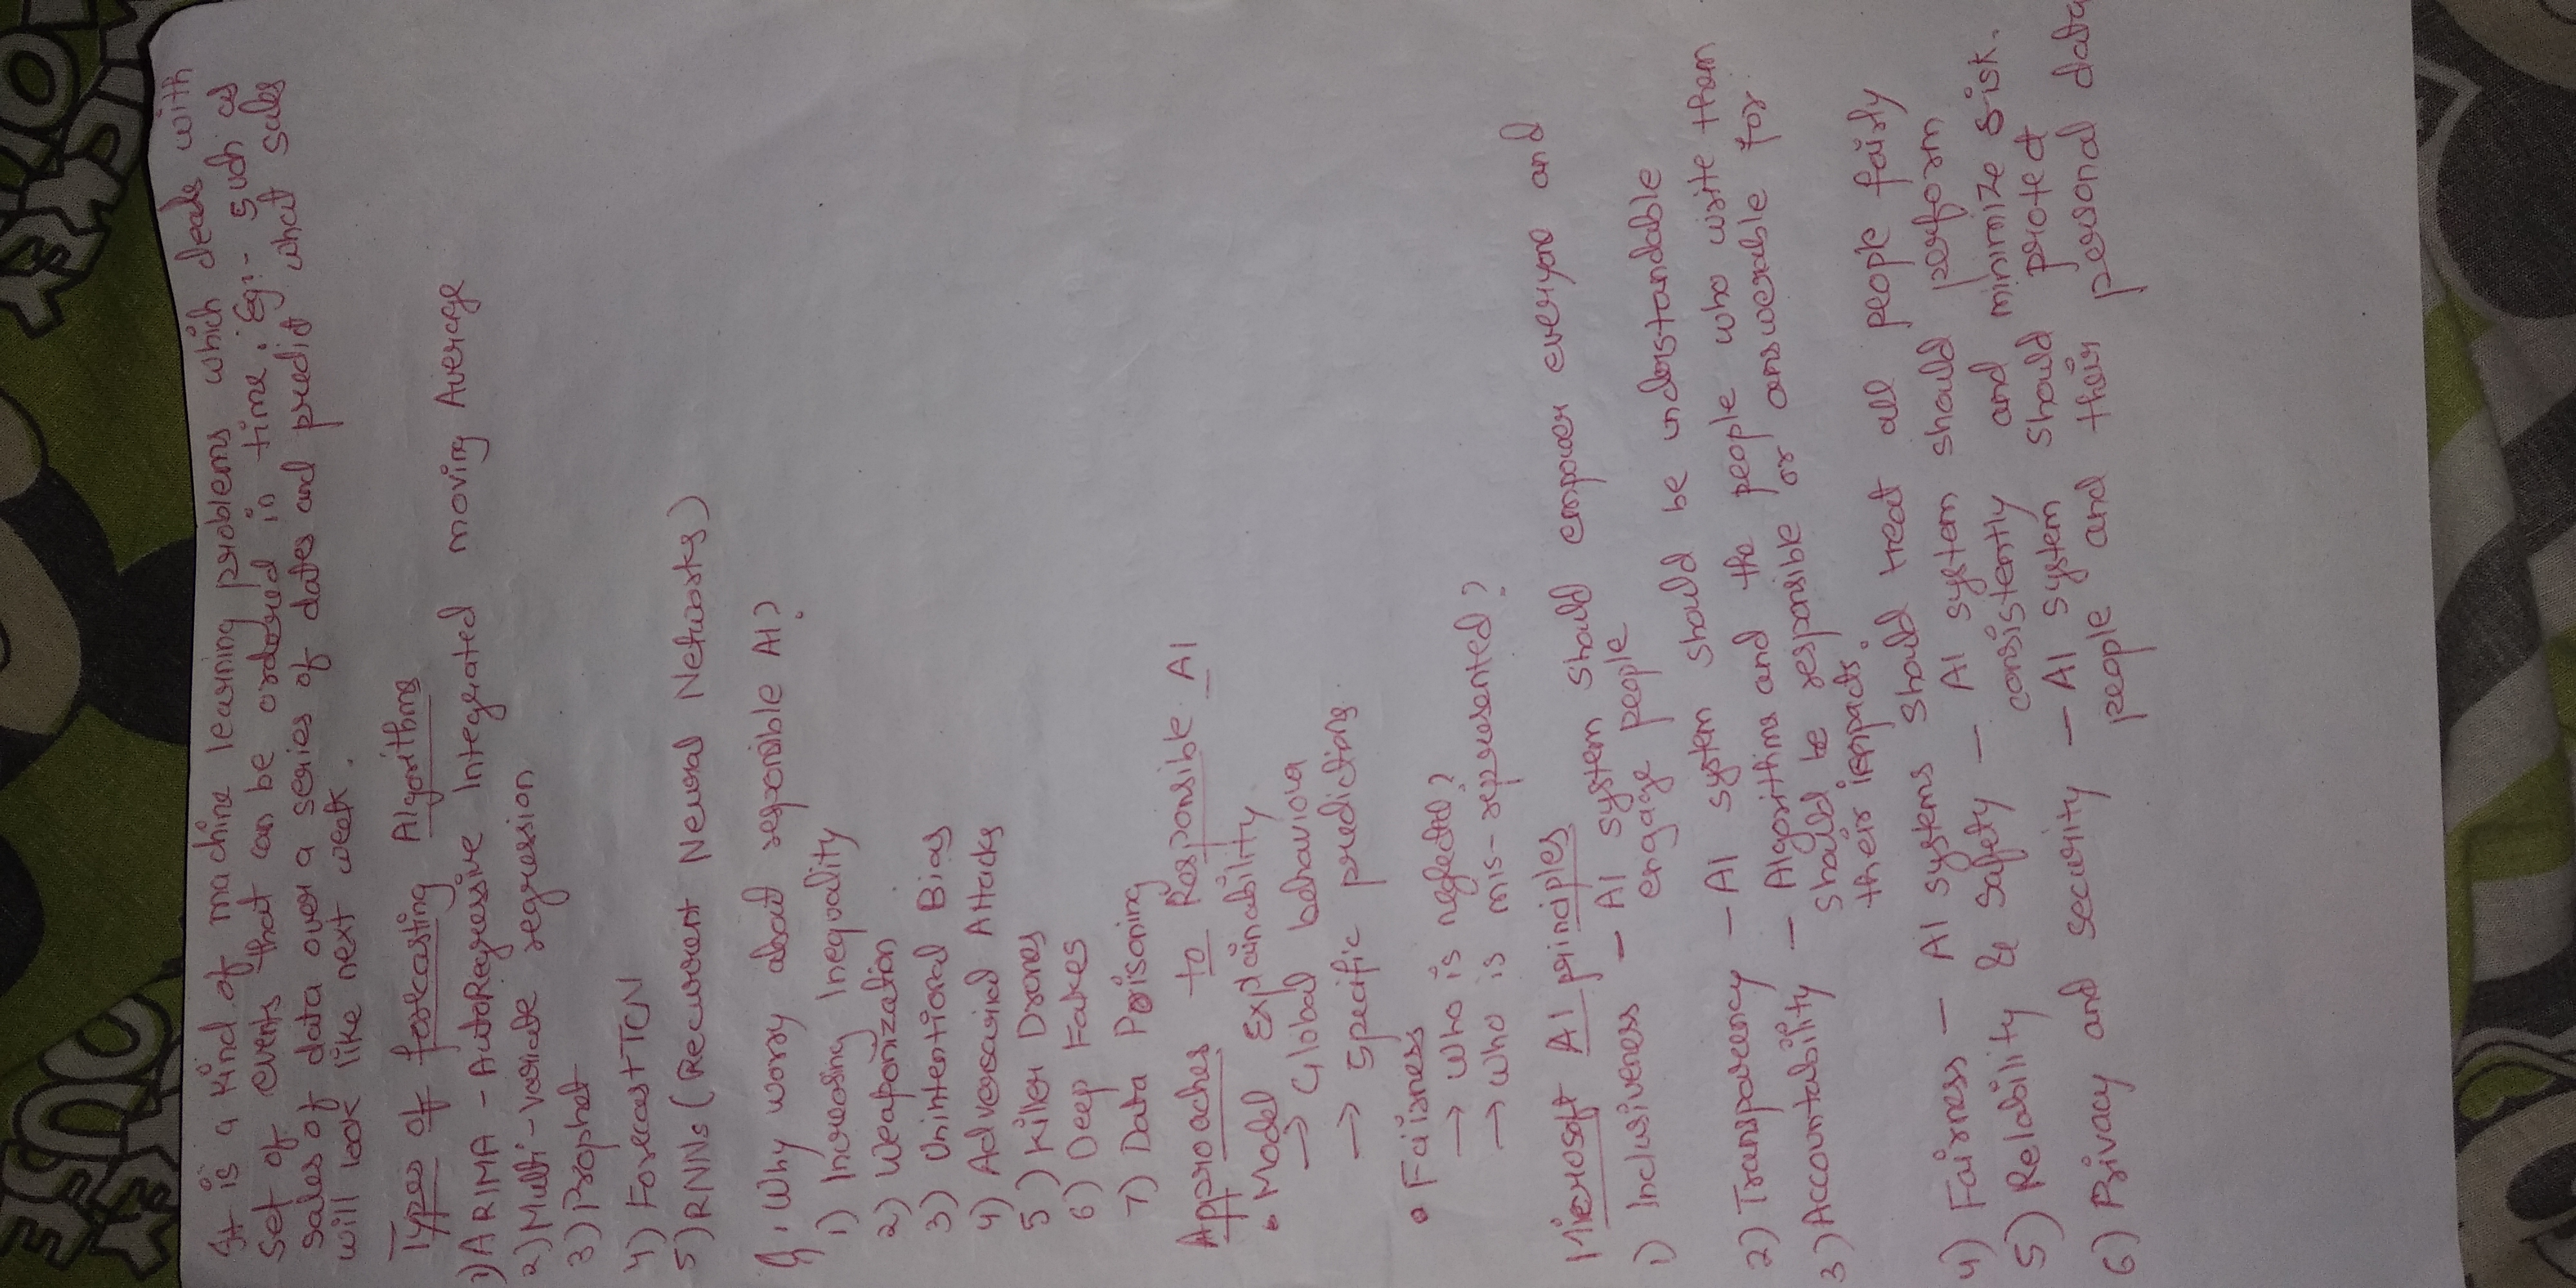 It is a kind of machine learning problems which deals with
set of events that can be ordered in time. Eg:- such as
sales of data over a series of dates and predict what sales
will look like next week.
Types of forkcasting Algorithms
1) ARIMA - AutoRegressive Integrated moving Average
2) Multi-variate regression
3) Prophet
4) Forecast TCN
5) RNNs (Recurrent Neural Networks)
Q. Why worry about responsible AI?
1) Increasing Inequality
2) Weaponization
3) Unintentional Bias
4) Adversarial Attacks
5) Killer Drones
6) Deep Fakes
7) Data Poisoning
Approaches to Responsible AI
• Model Explainability
→ Global behaviour
→ Specific predictions.
• Fairness
→ Who is neglected?
→ Who is mis-represented?
Microsoft AI principles
1) Inclusiveness - AI system should empower everyone and
engage people
2) Transparency - AI system should be understandable
3) Accountability - Algorithms and the people who write them
should be responsible or answerable for
their impacts.
4) Fairness - AI systems should treat all people fairly
5) Relability & Safety - AI system should perform
consistently and minimize risk.
6) Privacy and security - AI system should protect
people and their personal data